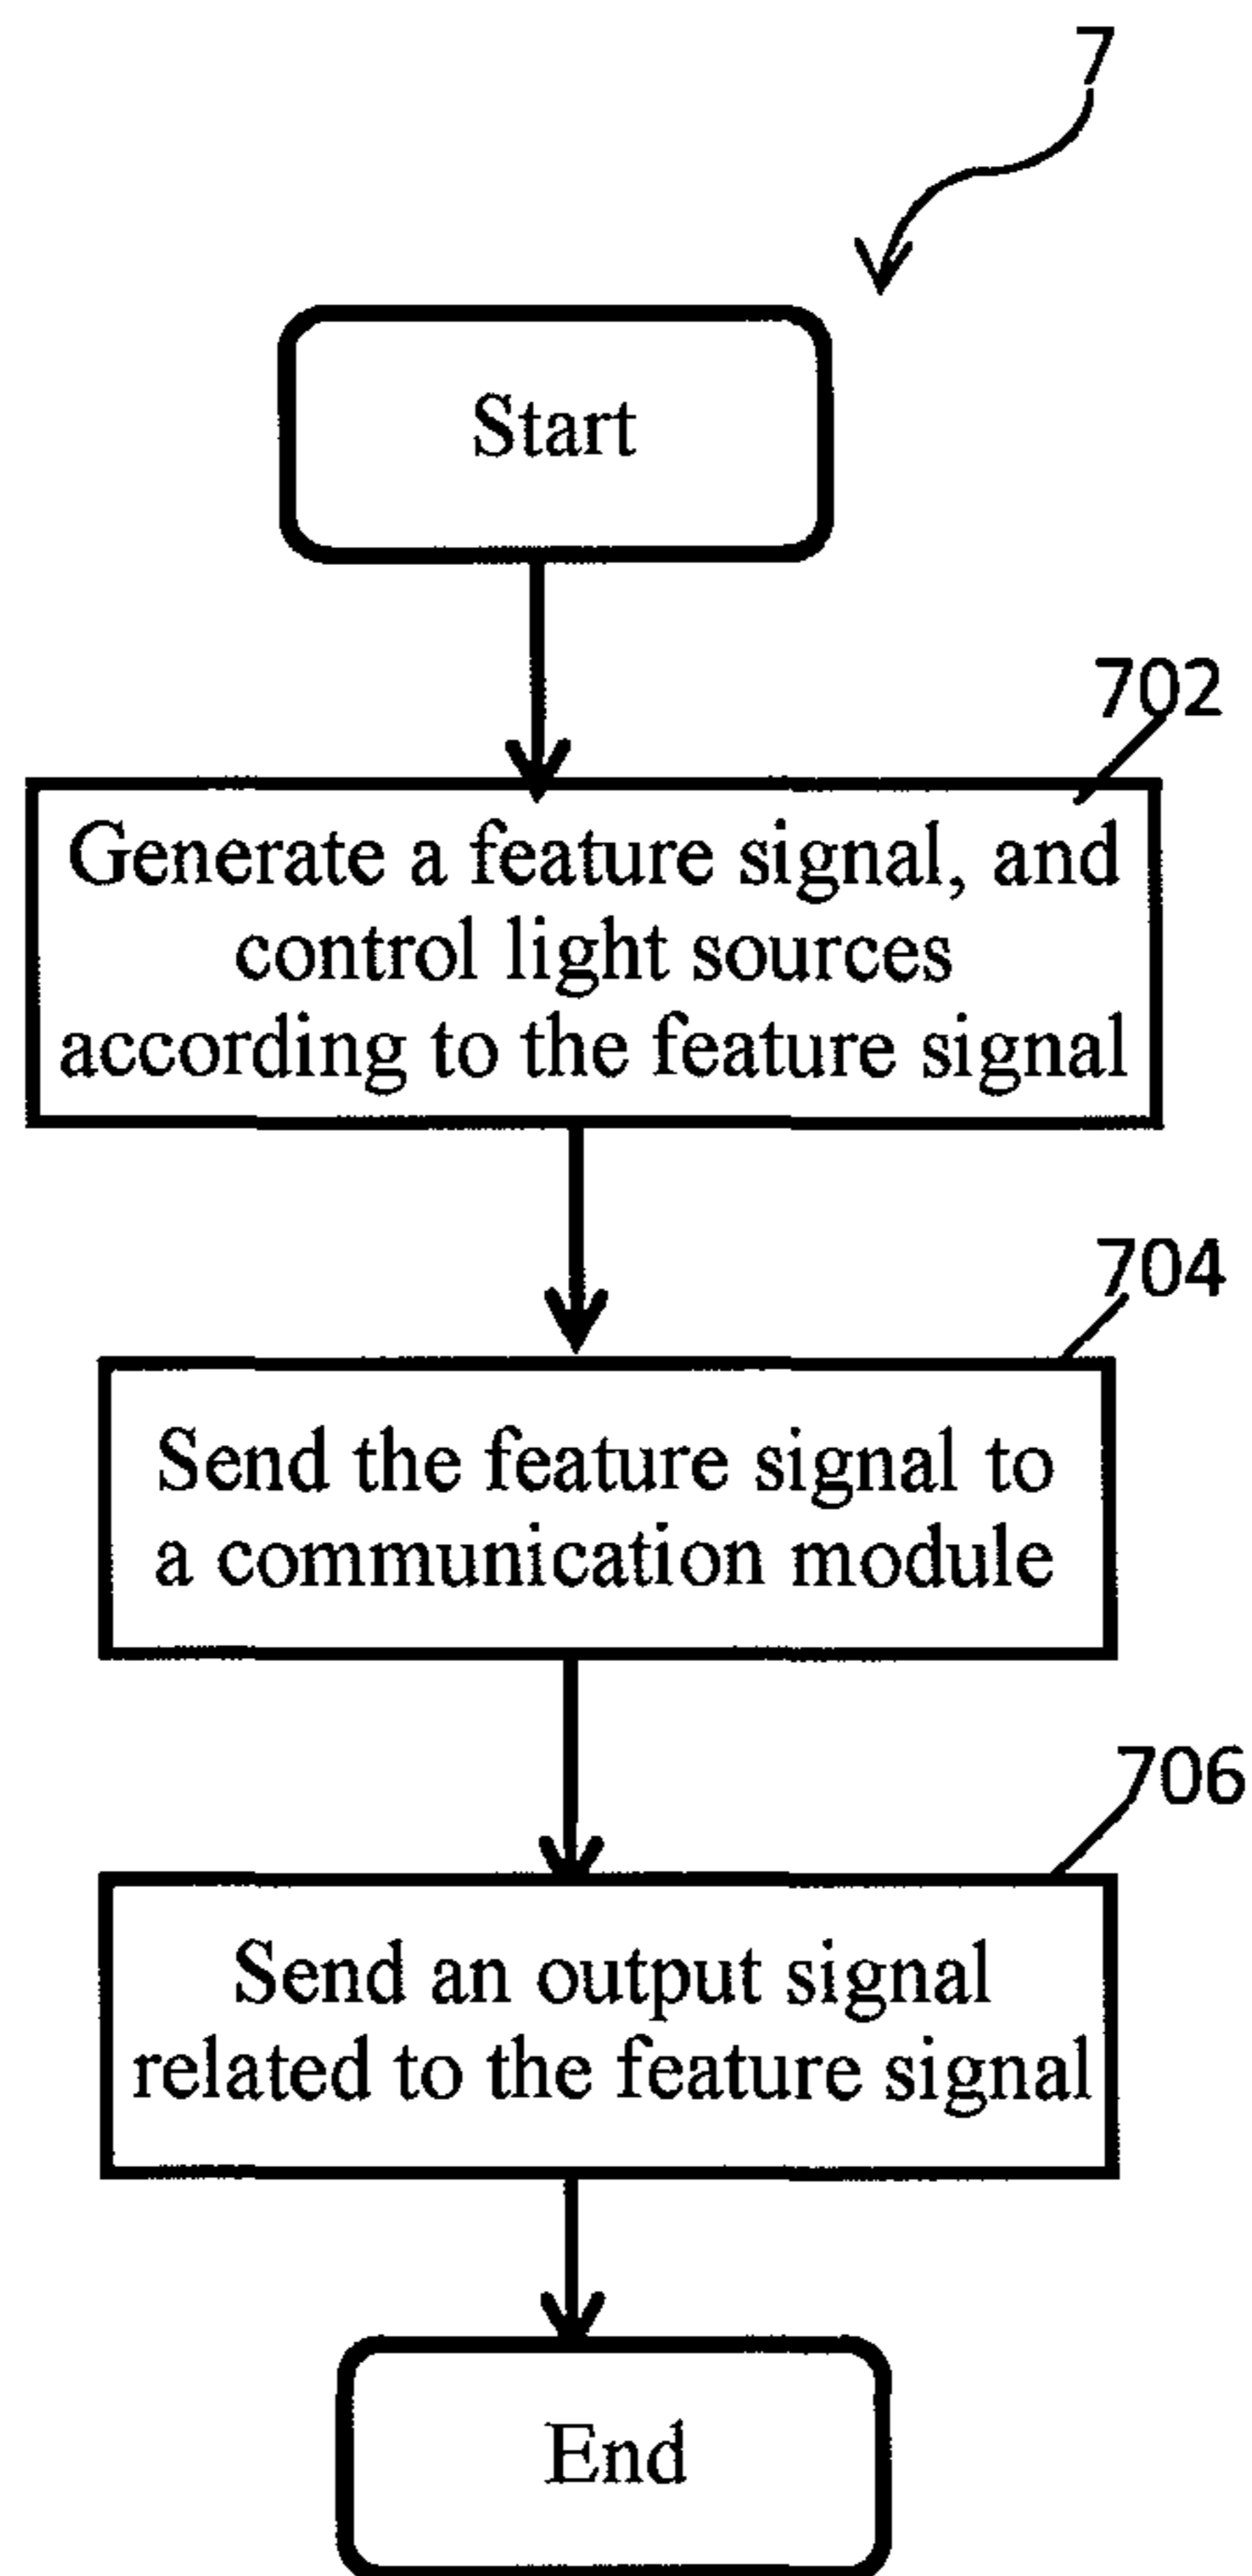 7
Start
702
Generate a feature signal, and
control light sources
according to the feature signal
704
Send the feature signal to
a communication module
706
Send an output signal
related to the feature signal
End